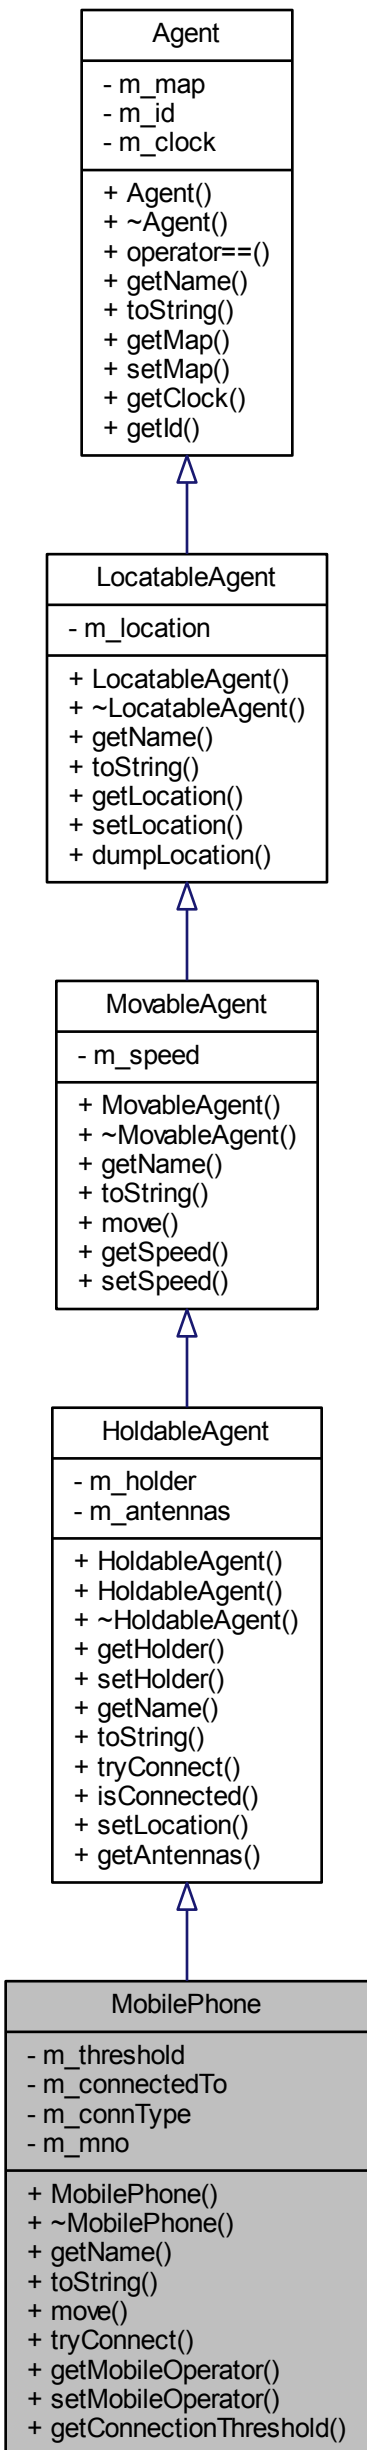 Agent
- m_map
- m_id
- m_clock
+ Agent()
+ ~Agent()
+ operator==()
+ getName()
+ toString()
+ getMap()
+ setMap()
+ getClock()
+ getId()
LocatableAgent
- m_location
+ LocatableAgent()
+ ~LocatableAgent()
+ getName()
+ toString()
+ getLocation()
+ setLocation()
+ dumpLocation()
MovableAgent
- m_speed
+ MovableAgent()
+ ~MovableAgent()
+ getName()
+ toString()
+ move()
+ getSpeed()
+ setSpeed()
HoldableAgent
- m_holder
- m_antennas
+ HoldableAgent()
+ HoldableAgent()
+ ~HoldableAgent()
+ getHolder()
+ setHolder()
+ getName()
+ toString()
+ tryConnect()
+ isConnected()
+ setLocation()
+ getAntennas()
MobilePhone
- m_threshold
- m_connectedTo
- m_connType
- m_mno
+ MobilePhone()
+ ~MobilePhone()
+ getName()
+ toString()
+ move()
+ tryConnect()
+ getMobileOperator()
+ setMobileOperator()
+ getConnectionThreshold()